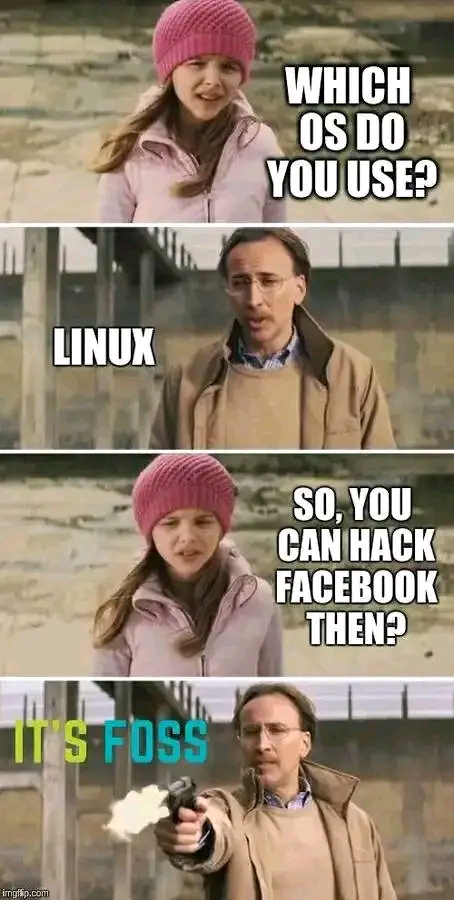 WHICH
OS DO
YOU USE?
LINUX
SO, YOU
CAN HACK
FACEBOOK
THEN?
IT'S FOSS
imgflip.com